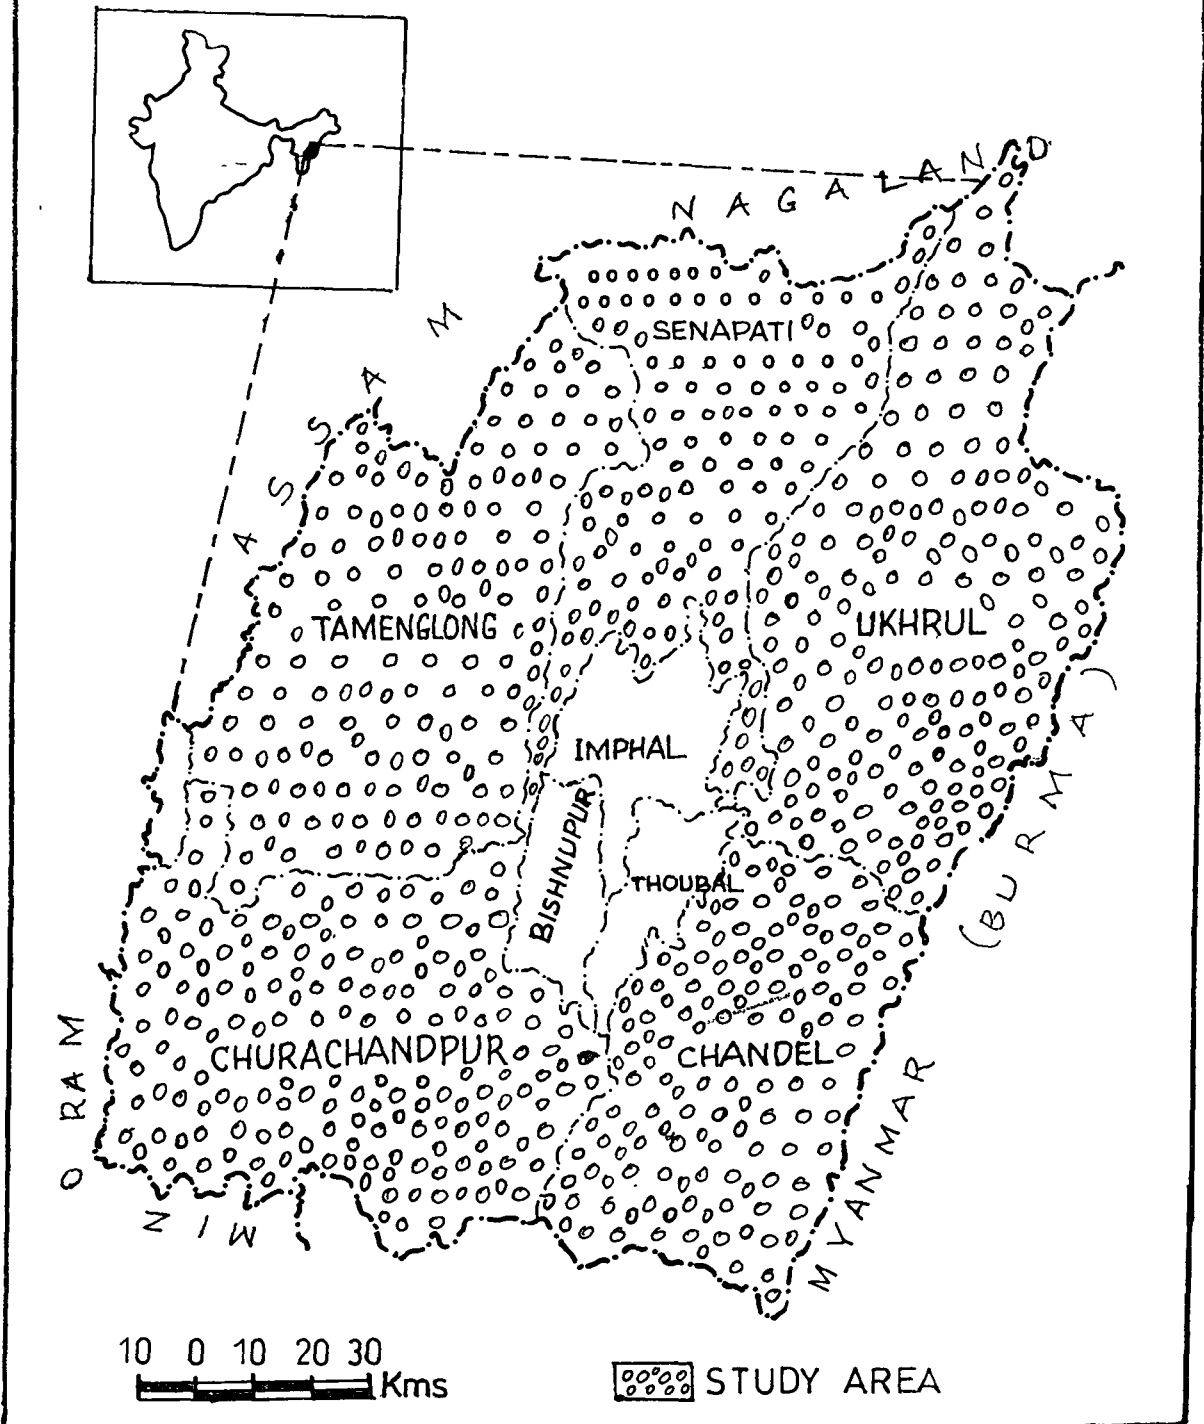 NAGALAND
ASSAM
SENAPATI
TAMENGLONG
UKHRUL
IMPHAL
BISHNUPUR
THOUBAL
CHURACHANDPUR
CHANDEL
MIZORAM
MYANMAR
(BURMA)
10 0 10 20 30
Kms
STUDY AREA